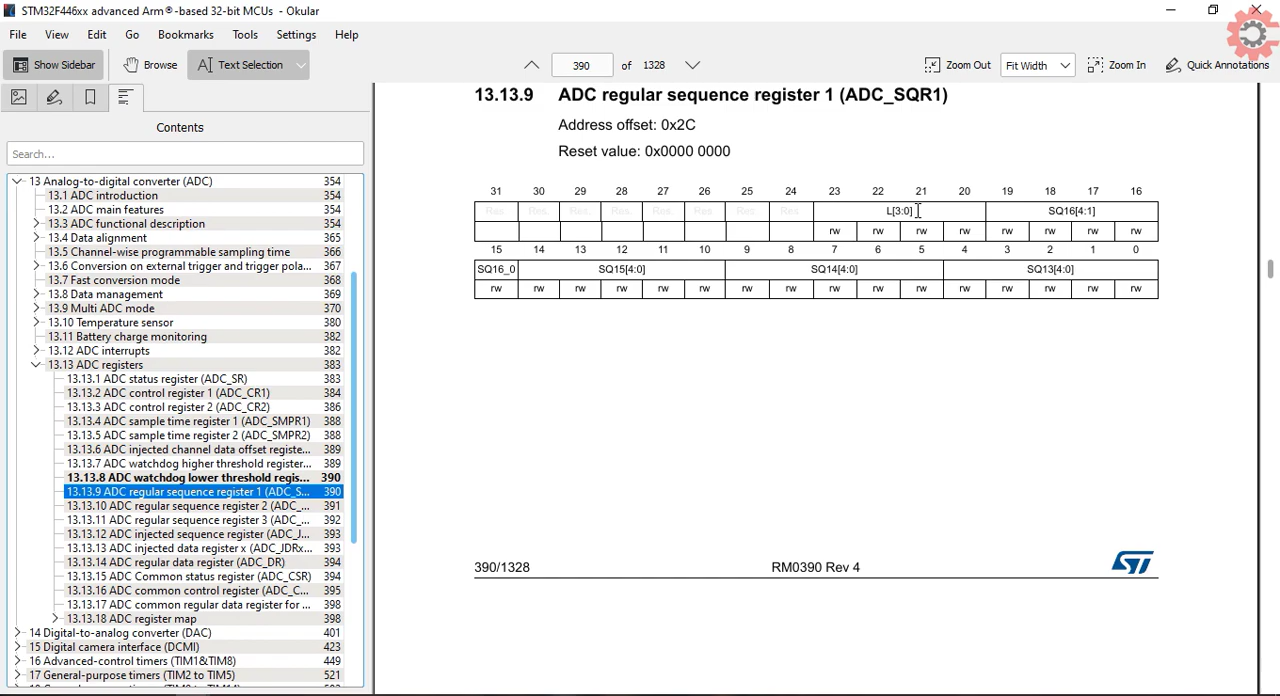 STM32F446xx advanced Arm®-based 32-bit MCUs - Okular
File View Edit Go Bookmarks Tools Settings Help
Show Sidebar Browse Text Selection 390 of 1328 Zoom Out Fit Width Zoom In Quick Annotations
Contents
Search...
13 Analog-to-digital converter (ADC) 354
13.1 ADC introduction 354
13.2 ADC main features 354
13.3 ADC functional description 354
13.4 Data alignment 365
13.5 Channel-wise programmable sampling time 366
13.6 Conversion on external trigger and trigger pola... 366
13.7 Fast conversion mode 368
13.8 Data management 369
13.9 Multi ADC mode 370
13.10 Temperature sensor 380
13.11 Battery charge monitoring 382
13.12 ADC interrupts 382
13.13 ADC registers 383
13.13.1 ADC status register (ADC_SR) 383
13.13.2 ADC control register 1 (ADC_CR1) 384
13.13.3 ADC control register 2 (ADC_CR2) 386
13.13.4 ADC sample time register 1 (ADC_SMPR1) 388
13.13.5 ADC sample time register 2 (ADC_SMPR2) 388
13.13.6 ADC injected channel data offset registe... 389
13.13.7 ADC watchdog higher threshold register... 389
13.13.8 ADC watchdog lower threshold regis... 390
13.13.9 ADC regular sequence register 1 (ADC_S... 390
13.13.10 ADC regular sequence register 2 (ADC_... 391
13.13.11 ADC regular sequence register 3 (ADC_... 392
13.13.12 ADC injected sequence register (ADC_J... 393
13.13.13 ADC injected data register x (ADC_JDRx... 393
13.13.14 ADC regular data register (ADC_DR) 394
13.13.15 ADC Common status register (ADC_CSR) 394
13.13.16 ADC common control register (ADC_C... 395
13.13.17 ADC common regular data register for ... 398
13.13.18 ADC register map 398
14 Digital-to-analog converter (DAC) 401
15 Digital camera interface (DCMI) 423
16 Advanced-control timers (TIM1&TIM8) 449
17 General-purpose timers (TIM2 to TIM5) 521
13.13.9 ADC regular sequence register 1 (ADC_SQR1)
Address offset: 0x2C
Reset value: 0x0000 0000
31 30 29 28 27 26 25 24 23 22 21 20 19 18 17 16
Res. Res. Res. Res. Res. Res. Res. Res. L[3:0] SQ16[4:1]
rw rw rw rw rw rw rw rw
15 14 13 12 11 10 9 8 7 6 5 4 3 2 1 0
SQ16_0 SQ15[4:0] SQ14[4:0] SQ13[4:0]
rw rw rw rw rw rw rw rw rw rw rw rw rw rw rw rw
390/1328 RM0390 Rev 4 ST